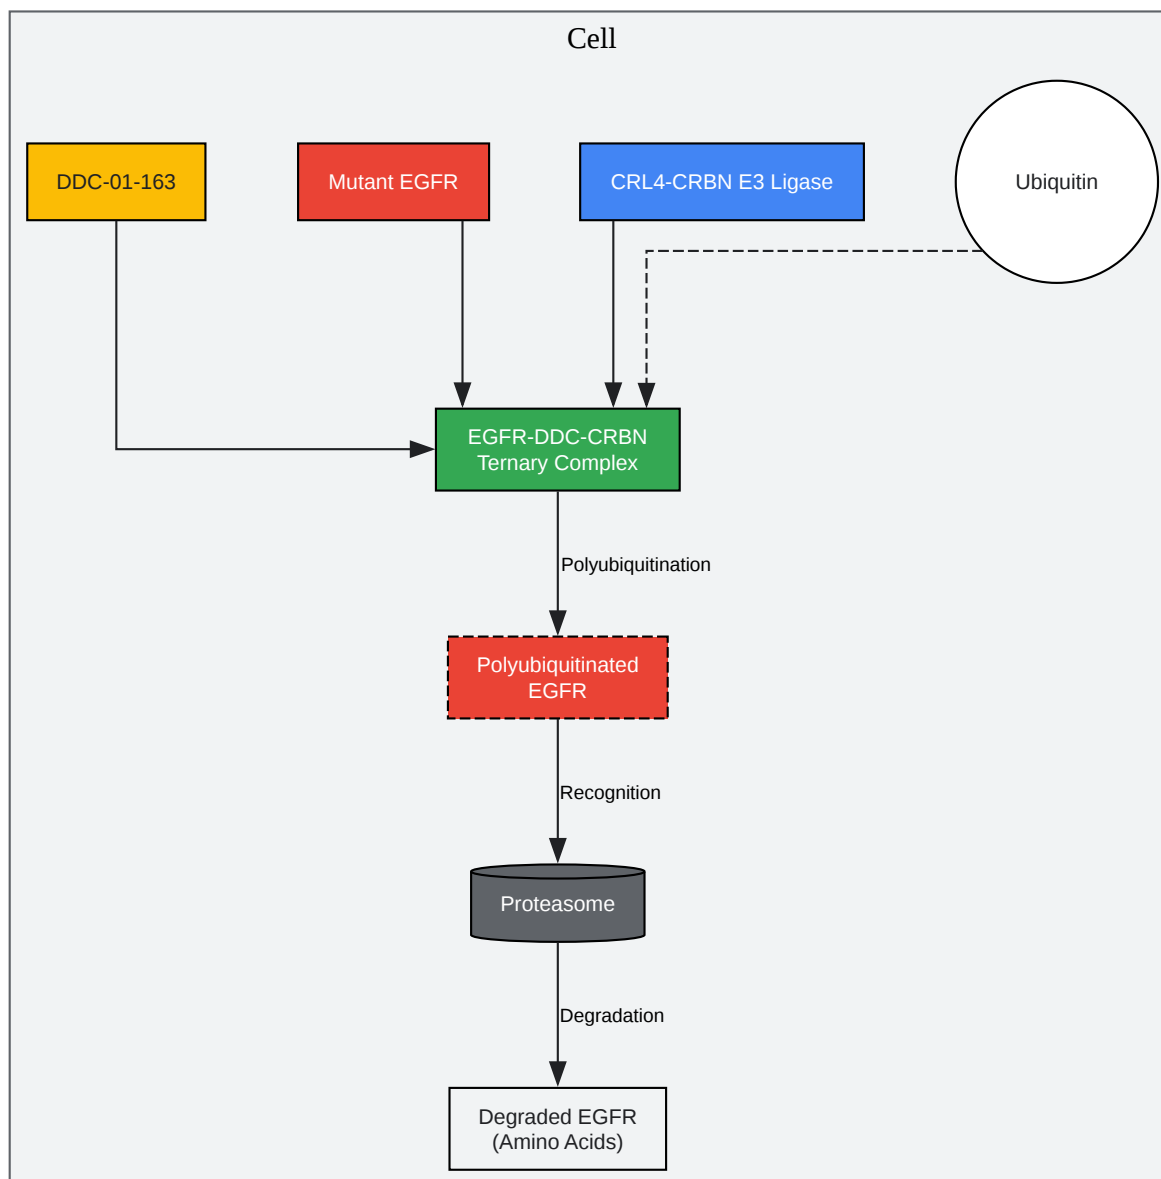 Cell
DDC-01-163
Mutant EGFR
CRL4-CRBN E3 Ligase
Ubiquitin
EGFR-DDC-CRBN
Ternary Complex
Polyubiquitination
Polyubiquitinated
EGFR
Recognition
Proteasome
Degradation
Degraded EGFR
(Amino Acids)